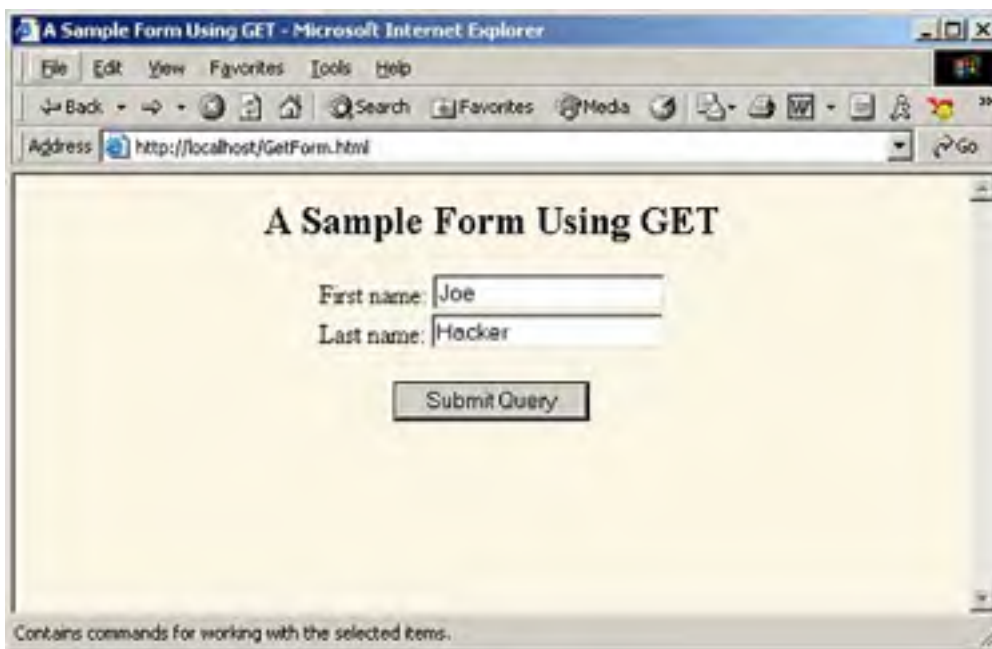 A Sample Form Using GET - Microsoft Internet Explorer
File Edit View Favorites Tools Help
Back Search Favorites Media W »
Address http://localhost/GetForm.html Go
A Sample Form Using GET
First name: Joe
Last name: Hacker
Submit Query
Contains commands for working with the selected items.